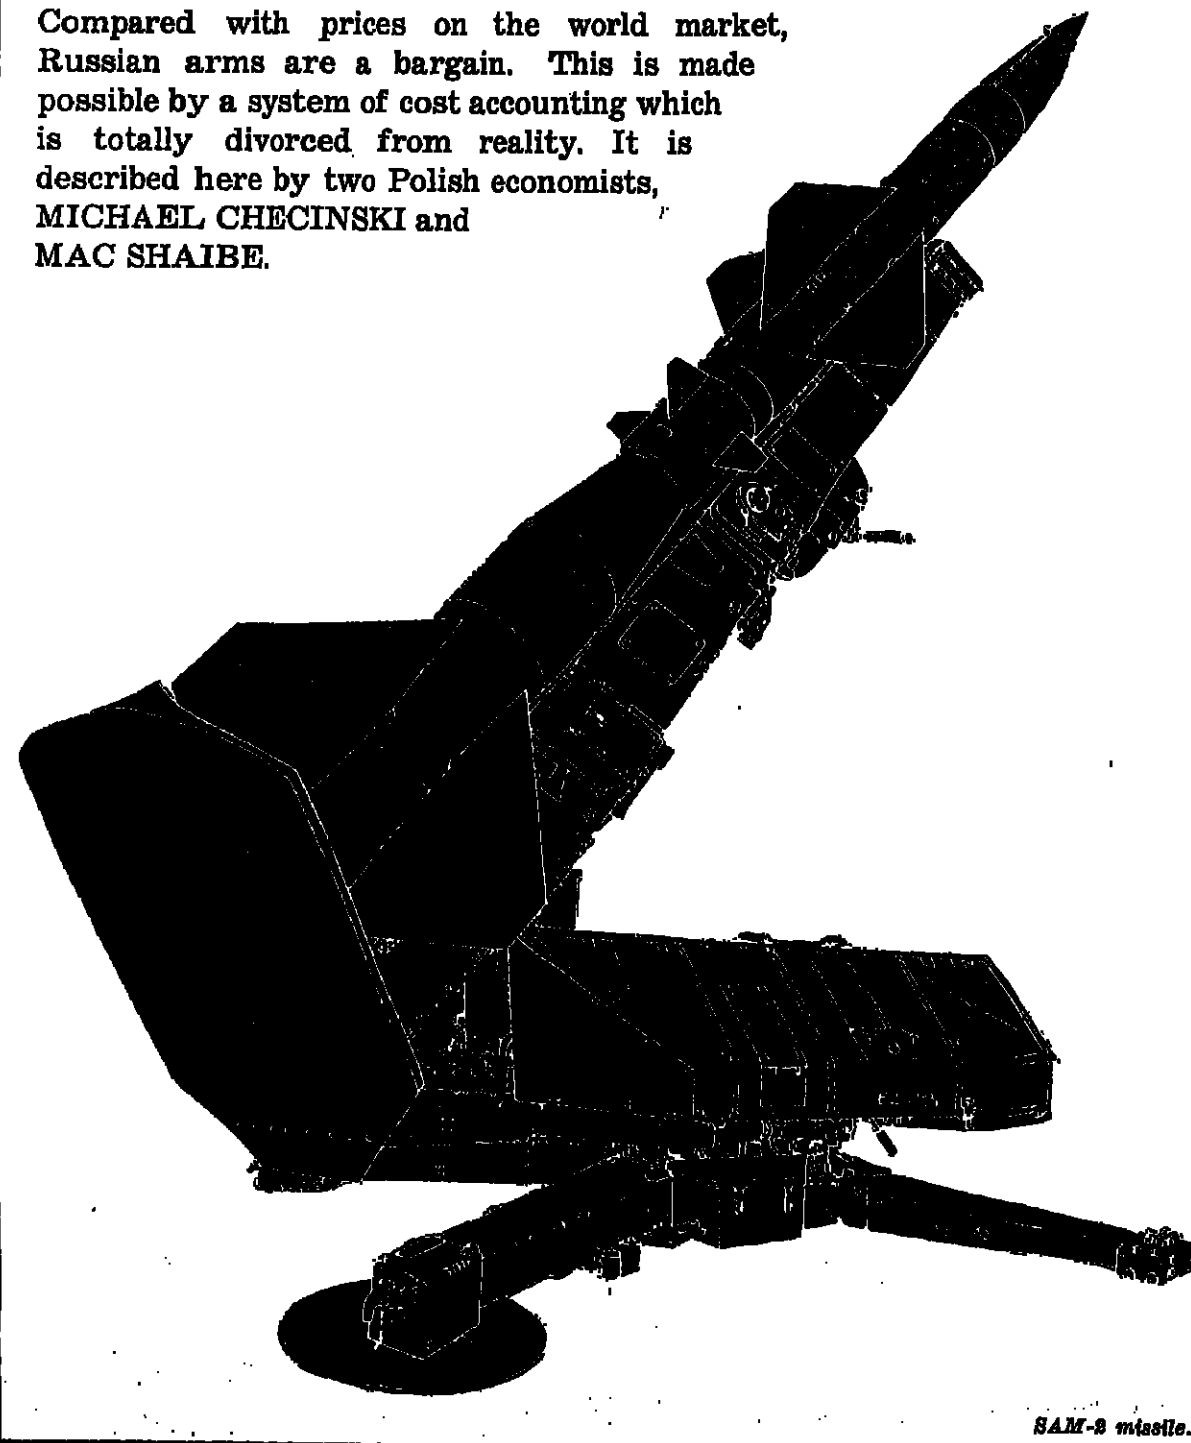 Compared with prices on the world market,
Russian arms are a bargain. This is made
possible by a system of cost accounting which
is totally divorced from reality. It is
described here by two Polish economists,
MICHAEL CHECINSKI and
MAC SHAIBE.
SAM-2 missile.